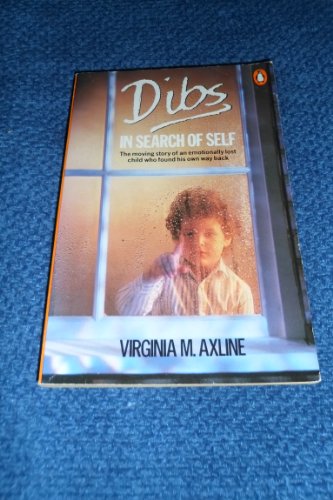 Dibs
IN SEARCH OF SELF
The moving story of an emotionally lost
child who found his own way back
VIRGINIA M. AXLINE